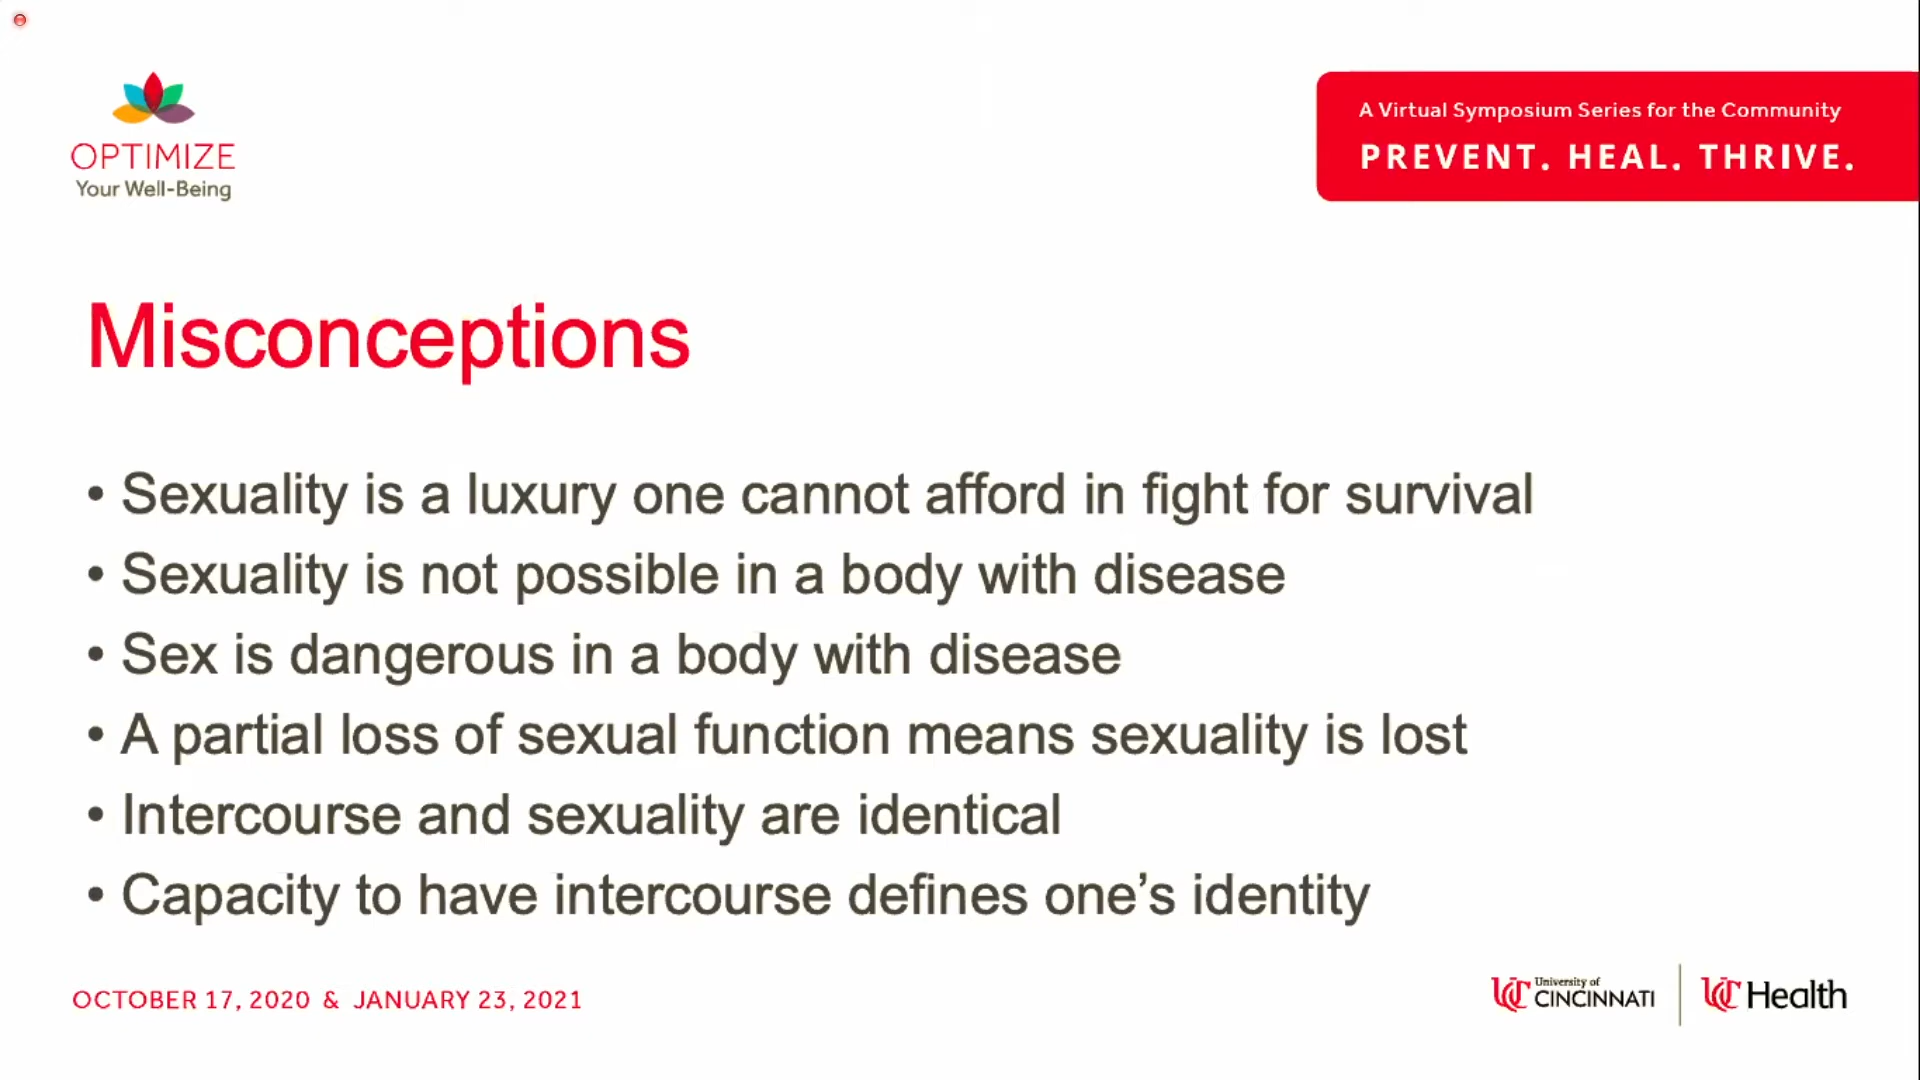 OPTIMIZE
Your Well-Being
A Virtual Symposium Series for the Community
PREVENT. HEAL. THRIVE.
Misconceptions
• Sexuality is a luxury one cannot afford in fight for survival
• Sexuality is not possible in a body with disease
• Sex is dangerous in a body with disease
• A partial loss of sexual function means sexuality is lost
• Intercourse and sexuality are identical
• Capacity to have intercourse defines one’s identity
OCTOBER 17, 2020 & JANUARY 23, 2021
UC University of
CINCINNATI
UC Health